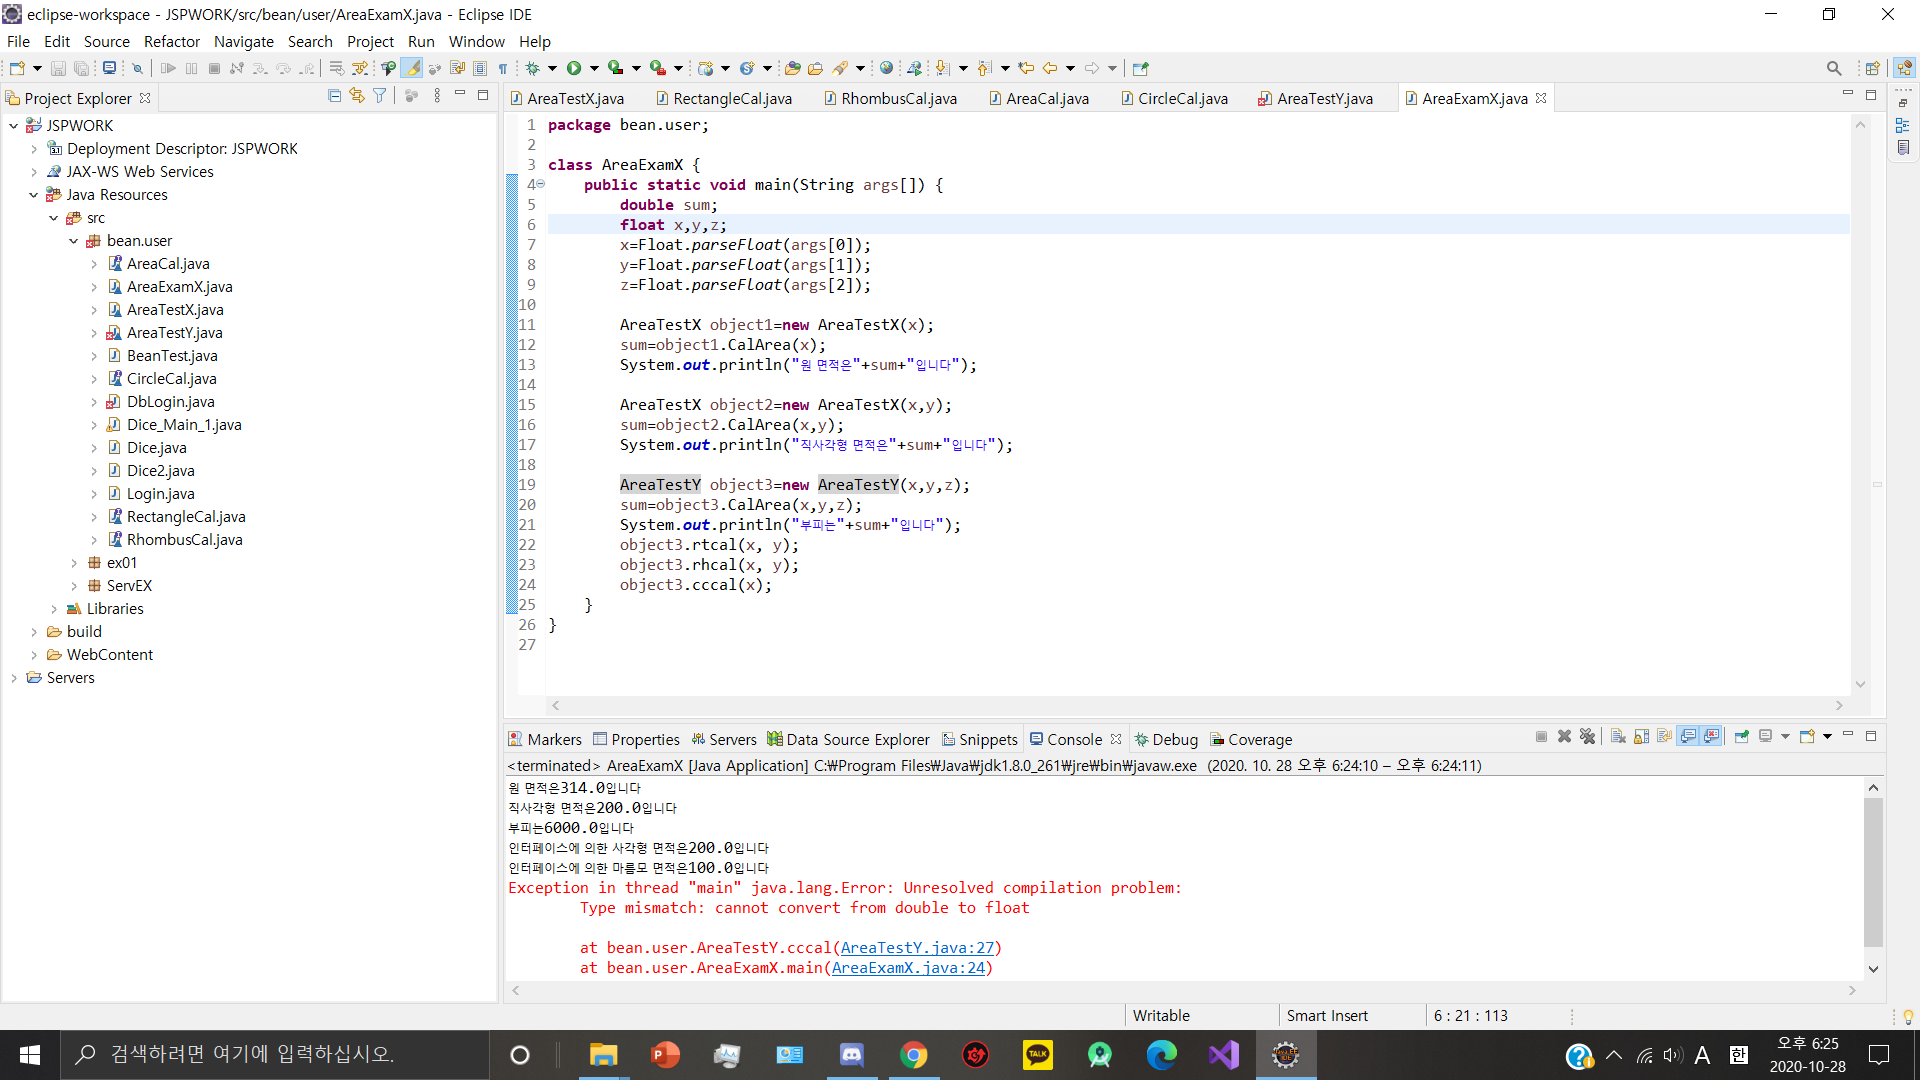 eclipse-workspace - JSPWORK/src/bean/user/AreaExamX.java - Eclipse IDE
File Edit Source Refactor Navigate Search Project Run Window Help
Project Explorer
JSPWORK
Deployment Descriptor: JSPWORK
JAX-WS Web Services
Java Resources
src
bean.user
AreaCal.java
AreaExamX.java
AreaTestX.java
AreaTestY.java
BeanTest.java
CircleCal.java
DbLogin.java
Dice_Main_1.java
Dice.java
Dice2.java
Login.java
RectangleCal.java
RhombusCal.java
ex01
ServEX
Libraries
build
WebContent
Servers
AreaTestX.java RectangleCal.java RhombusCal.java AreaCal.java CircleCal.java AreaTestY.java AreaExamX.java
1 package bean.user;
2
3 class AreaExamX {
4 public static void main(String args[]) {
5 double sum;
6 float x,y,z;
7 x=Float.parseFloat(args[0]);
8 y=Float.parseFloat(args[1]);
9 z=Float.parseFloat(args[2]);
10
11 AreaTestX object1=new AreaTestX(x);
12 sum=object1.CalArea(x);
13 System.out.println("원 면적은"+sum+"입니다");
14
15 AreaTestX object2=new AreaTestX(x,y);
16 sum=object2.CalArea(x,y);
17 System.out.println("직사각형 면적은"+sum+"입니다");
18
19 AreaTestY object3=new AreaTestY(x,y,z);
20 sum=object3.CalArea(x,y,z);
21 System.out.println("부피는"+sum+"입니다");
22 object3.rtcal(x, y);
23 object3.rhcal(x, y);
24 object3.cccal(x);
25 }
26 }
27
Markers Properties Servers Data Source Explorer Snippets Console Debug Coverage
<terminated> AreaExamX [Java Application] C:₩Program Files₩Java₩jdk1.8.0_261₩jre₩bin₩javaw.exe (2020. 10. 28 오후 6:24:10 – 오후 6:24:11)
원 면적은314.0입니다
직사각형 면적은200.0입니다
부피는6000.0입니다
인터페이스에 의한 사각형 면적은200.0입니다
인터페이스에 의한 마름모 면적은100.0입니다
Exception in thread "main" java.lang.Error: Unresolved compilation problem:
Type mismatch: cannot convert from double to float
at bean.user.AreaTestY.cccal(AreaTestY.java:27)
at bean.user.AreaExamX.main(AreaExamX.java:24)
Writable Smart Insert 6 : 21 : 113
검색하려면 여기에 입력하십시오.
TALK
A 한 오후 6:25
2020-10-28